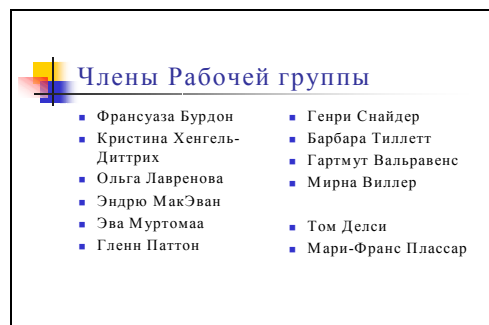 Члены Рабочей группы
Франсуаза Бурдон
Кристина Хенгель-
Диттрих
Ольга Лавренова
Эндрю МакЭван
Эва Муртомаа
Гленн Паттон
Генри Снайдер
Барбара Тиллетт
Гартмут Вальравенс
Мирна Виллер
Том Делси
Мари-Франс Плассар